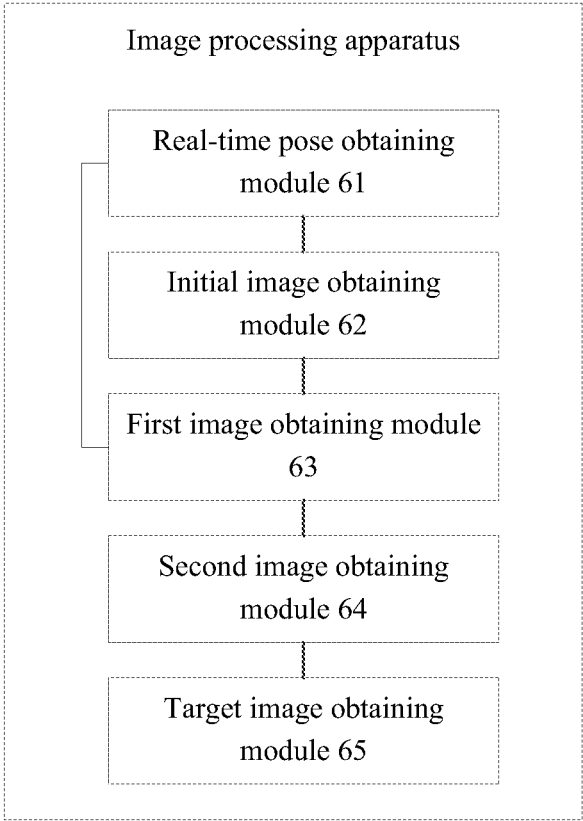 Image processing apparatus
Real-time pose obtaining
module 61
Initial image obtaining
module 62
First image obtaining module
63
Second image obtaining
module 64
Target image obtaining
module 65